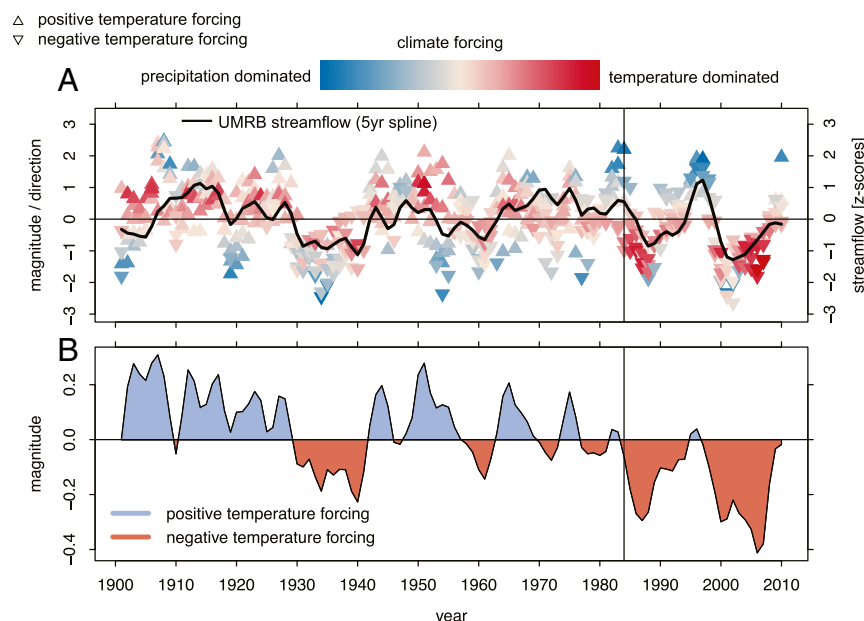 △ positive temperature forcing
▽ negative temperature forcing
climate forcing
precipitation dominated
temperature dominated
A
UMRB streamflow (5yr spline)
magnitude / direction
3
2
1
0
−1
−2
−3
streamflow [z-scores]
3
2
1
0
−1
−2
−3
B
magnitude
0.2
0.0
−0.2
−0.4
positive temperature forcing
negative temperature forcing
1900 1910 1920 1930 1940 1950 1960 1970 1980 1990 2000 2010
year